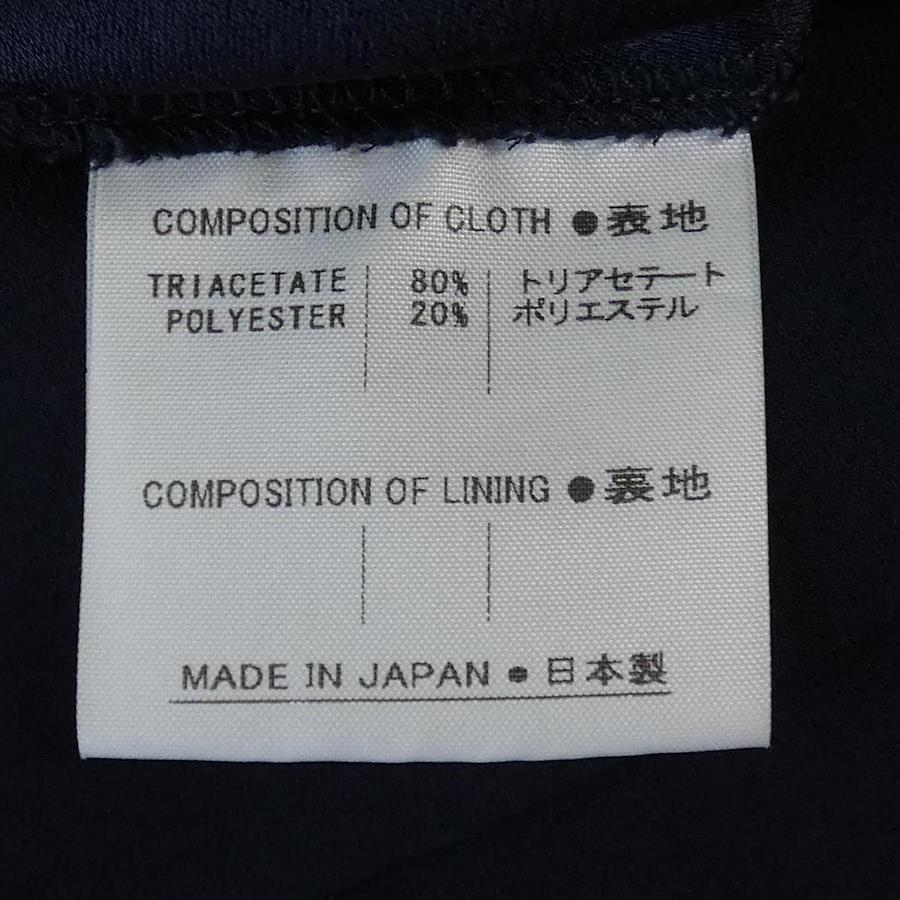 COMPOSITION OF CLOTH ● 表地
TRIACETATE 80% トリアセテート
POLYESTER 20% ポリエステル
COMPOSITION OF LINING ● 裏地
MADE IN JAPAN ● 日本製